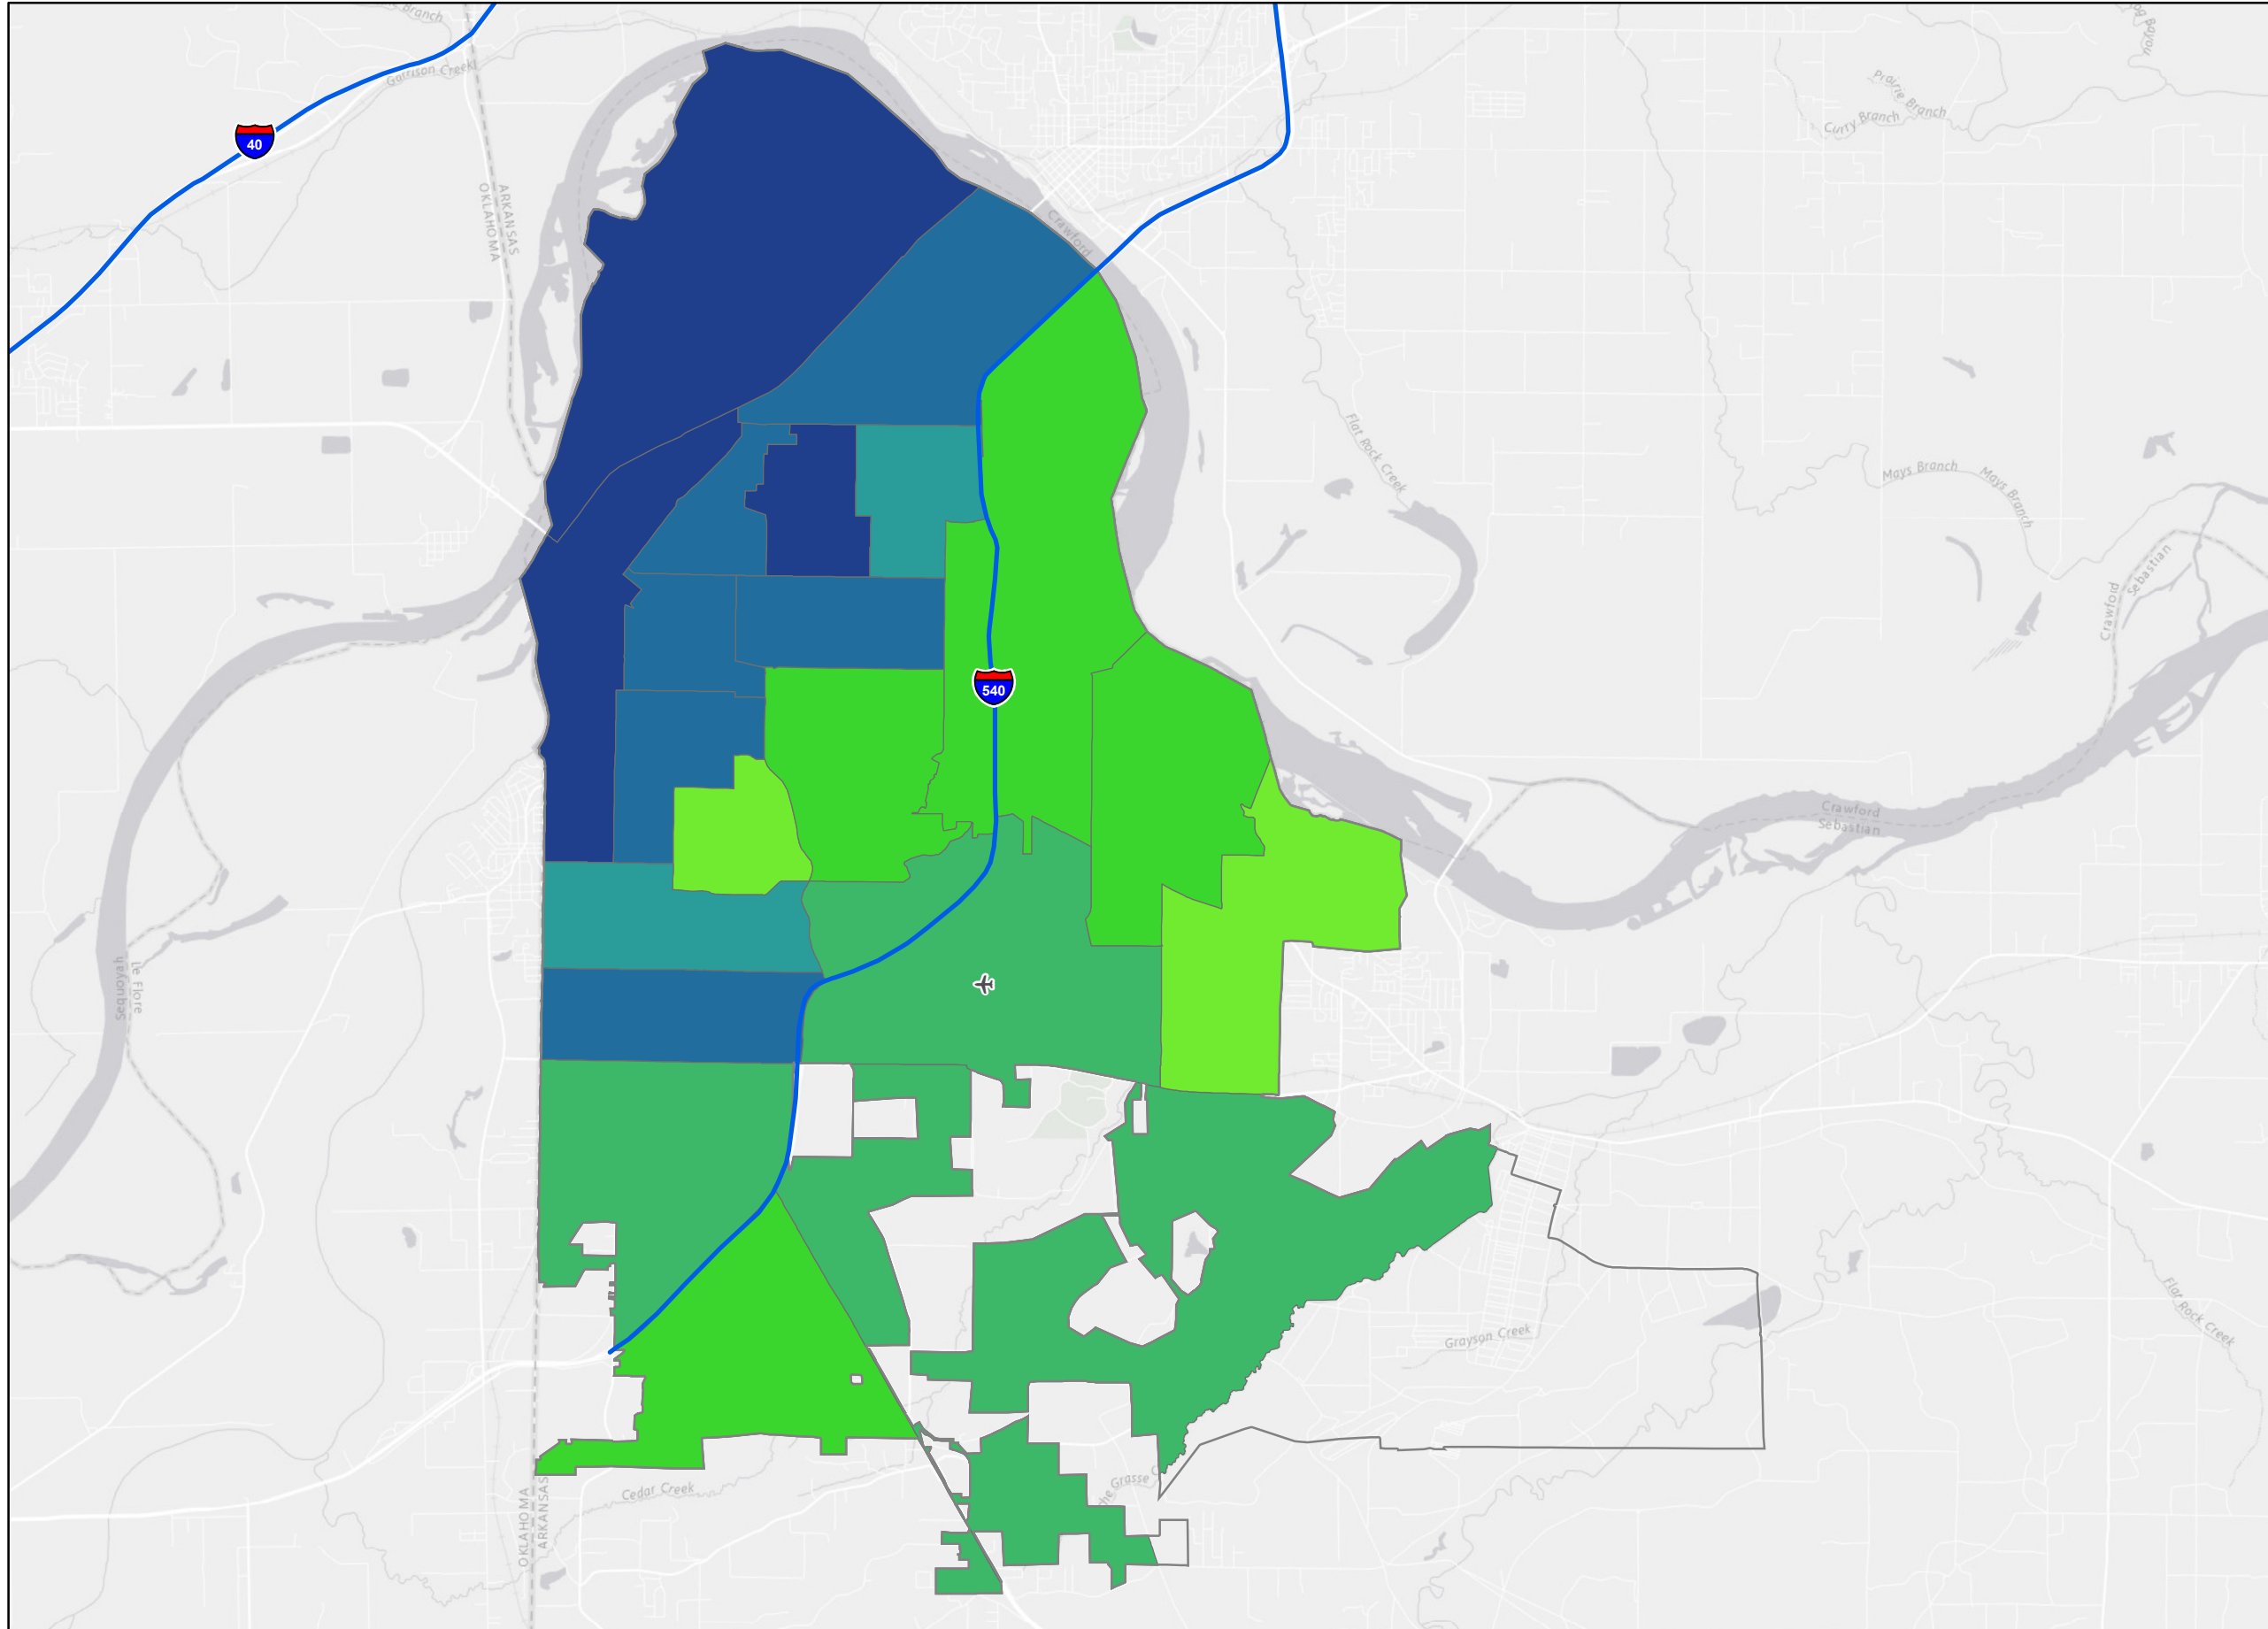 Branch
Garrison Creek
40
ARKANSAS
OKLAHOMA
Crawford
Prairie Branch
Curry Branch
Flat Rock Creek
Mays Branch
Mays Branch
Crawford
Sebastian
540
Crawford
Sebastian
Sequoyah
Le Flore
Flat Rock Creek
Grayson Creek
Cedar Creek
Grasse
OKLAHOMA
ARKANSAS